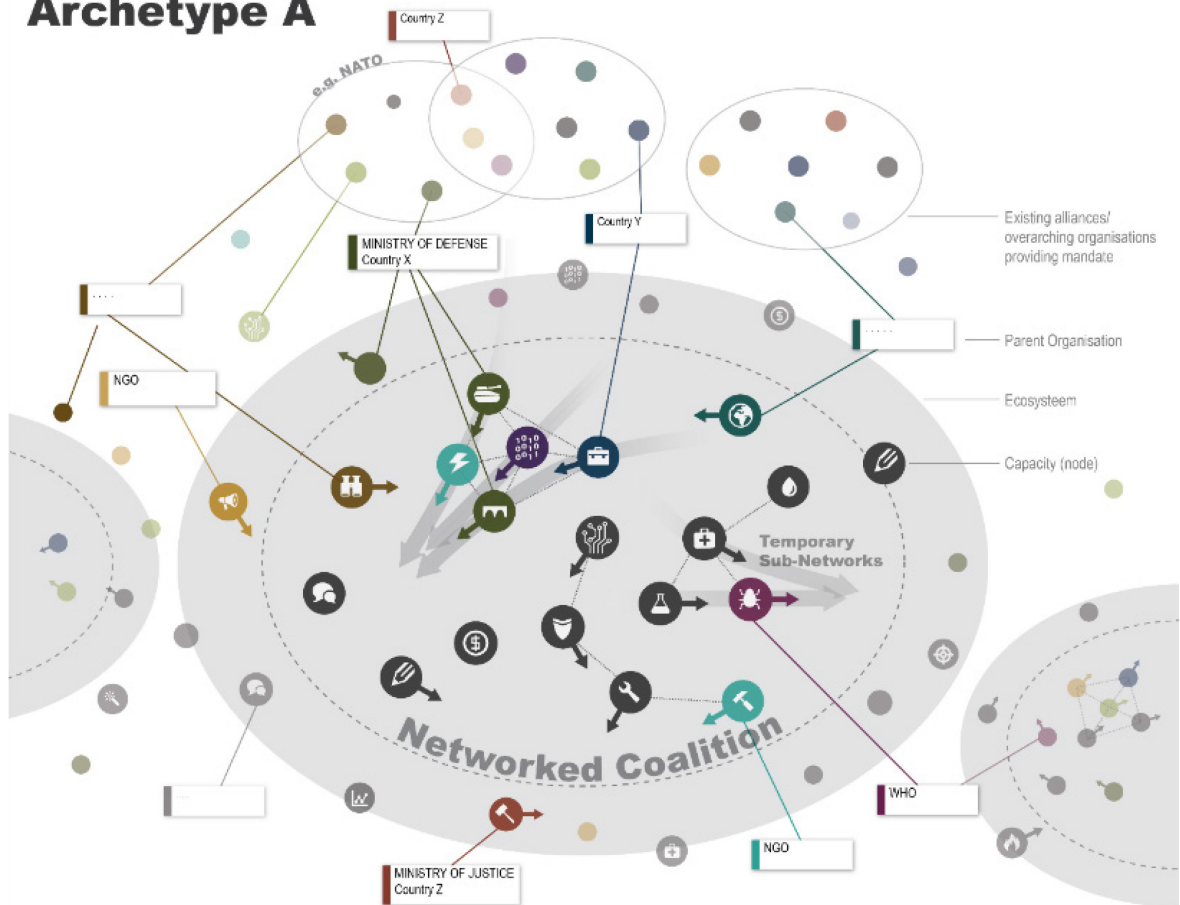 Archetype A
Country Z
e.g. NATO
Country Y
MINISTRY OF DEFENSE
Country X
Existing alliances/
overarching organisations
providing mandate
. . . .
. . . . .
Parent Organisation
NGO
Ecosysteem
Capacity (node)
Temporary
Sub-Networks
Networked Coalition
WHO
NGO
MINISTRY OF JUSTICE
Country Z